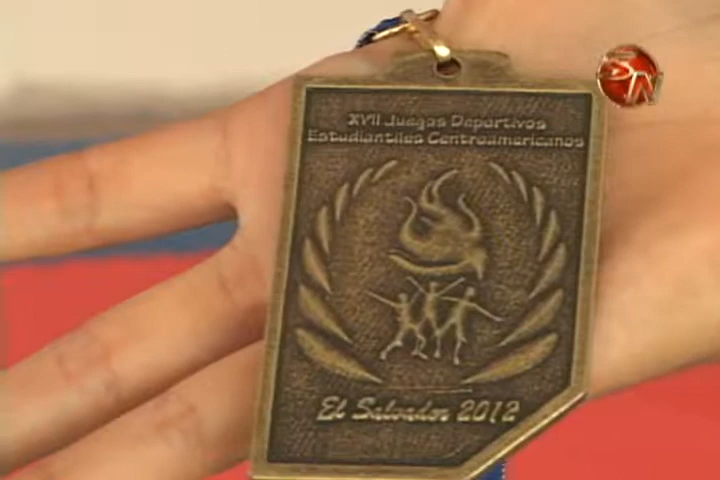 XVII Juegos Deportivos
Estudiantiles Centroamericanos
El Salvador 2012